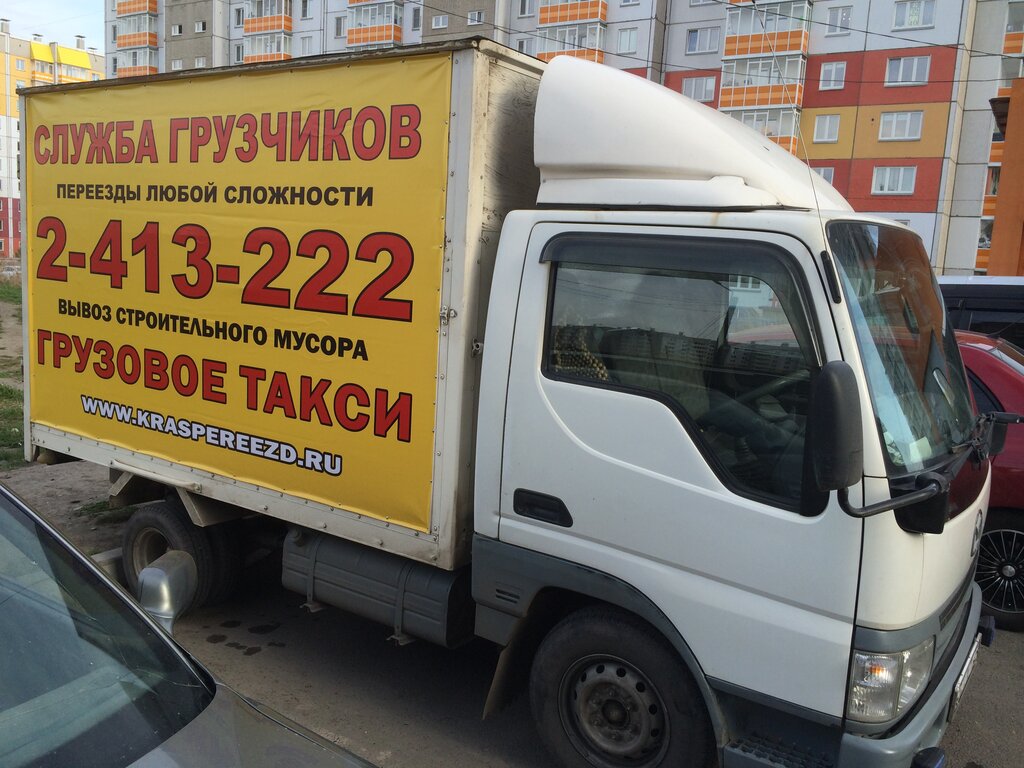 СЛУЖБА ГРУЗЧИКОВ
ПЕРЕЕЗДЫ ЛЮБОЙ СЛОЖНОСТИ
2-413-222
ВЫВОЗ СТРОИТЕЛЬНОГО МУСОРА
ГРУЗОВОЕ ТАКСИ
WWW.KRASPEREEZD.RU